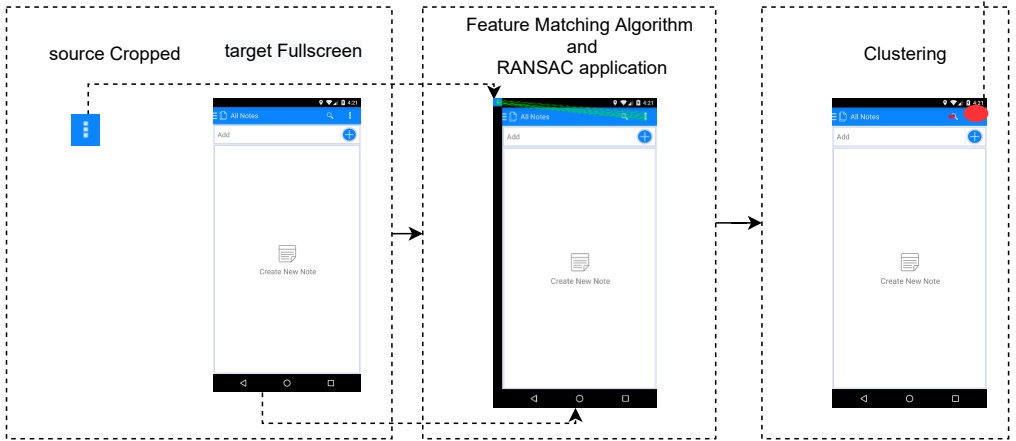 source Cropped
target Fullscreen
4:21
All Notes
Add
Create New Note
Feature Matching Algorithm
and
RANSAC application
4:21
All Notes
Add
Create New Note
Clustering
4:21
All Notes
Add
Create New Note